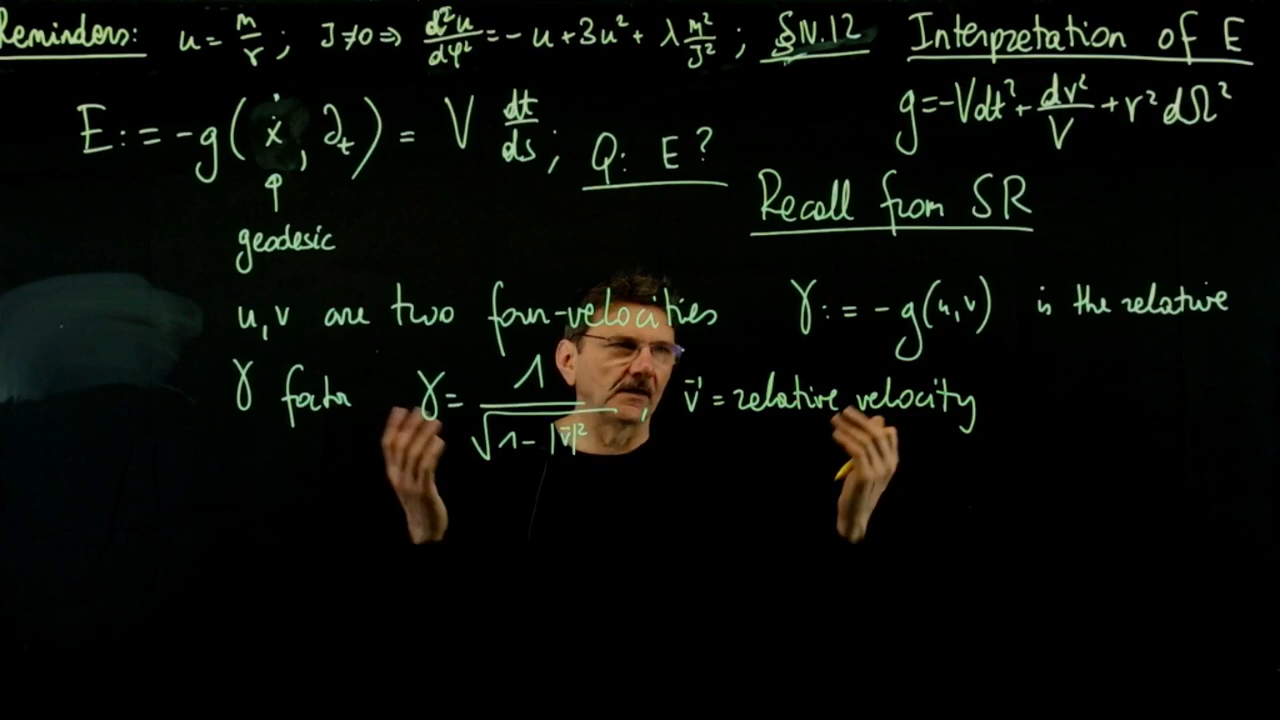 Reminders: u = m/r ; J≠0 ⇒ d²u/dφ² = -u + 3u² + λ m²/J² ; §N.12 Interpretation of E
g = -Vdt² + dr²/V + r²dΩ²
E := -g(ẋ, ∂_t) = V dt/ds ; Q: E?
↑
geodesic
Recall from SR
u,v are two four-velocities γ := -g(u,v) is the relative
γ factor γ = 1/√(1-|v⃗|²) , v⃗ = relative velocity